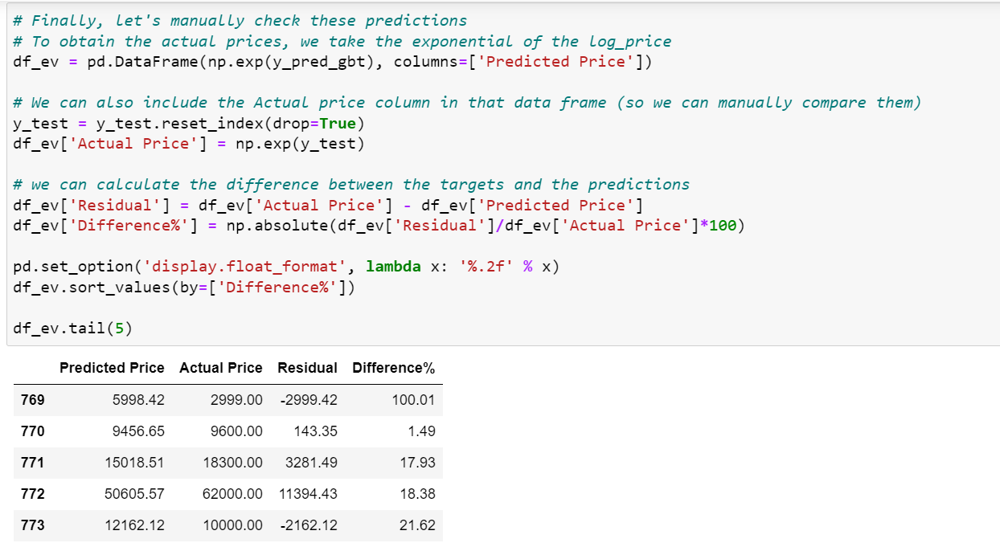 # Finally, let's manually check these predictions
# To obtain the actual prices, we take the exponential of the log_price
df_ev = pd.DataFrame(np.exp(y_pred_gbt), columns=['Predicted Price'])
# We can also include the Actual price column in that data frame (so we can manually compare them)
y_test = y_test.reset_index(drop=True)
df_ev['Actual Price'] = np.exp(y_test)
# we can calculate the difference between the targets and the predictions
df_ev['Residual'] = df_ev['Actual Price'] - df_ev['Predicted Price']
df_ev['Difference%'] = np.absolute(df_ev['Residual']/df_ev['Actual Price']*100)
pd.set_option('display.float_format', lambda x: '%.2f' % x)
df_ev.sort_values(by=['Difference%'])
df_ev.tail(5)
Predicted Price Actual Price Residual Difference%
769 5998.42 2999.00 -2999.42 100.01
770 9456.65 9600.00 143.35 1.49
771 15018.51 18300.00 3281.49 17.93
772 50605.57 62000.00 11394.43 18.38
773 12162.12 10000.00 -2162.12 21.62